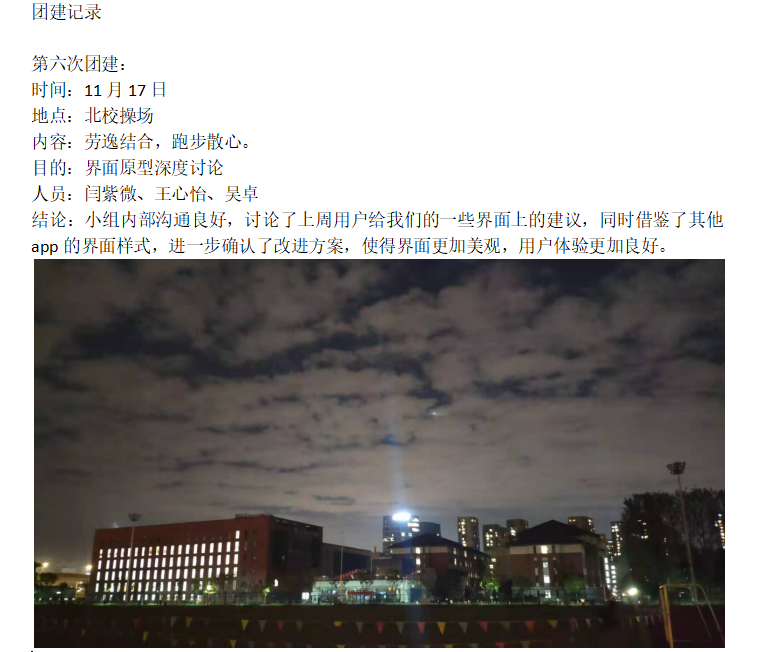 团建记录
第六次团建：
时间：11 月 17 日
地点：北校操场
内容：劳逸结合，跑步散心。
目的：界面原型深度讨论
人员：闫紫微、王心怡、吴卓
结论：小组内部沟通良好，讨论了上周用户给我们的一些界面上的建议，同时借鉴了其他
app 的界面样式，进一步确认了改进方案，使得界面更加美观，用户体验更加良好。